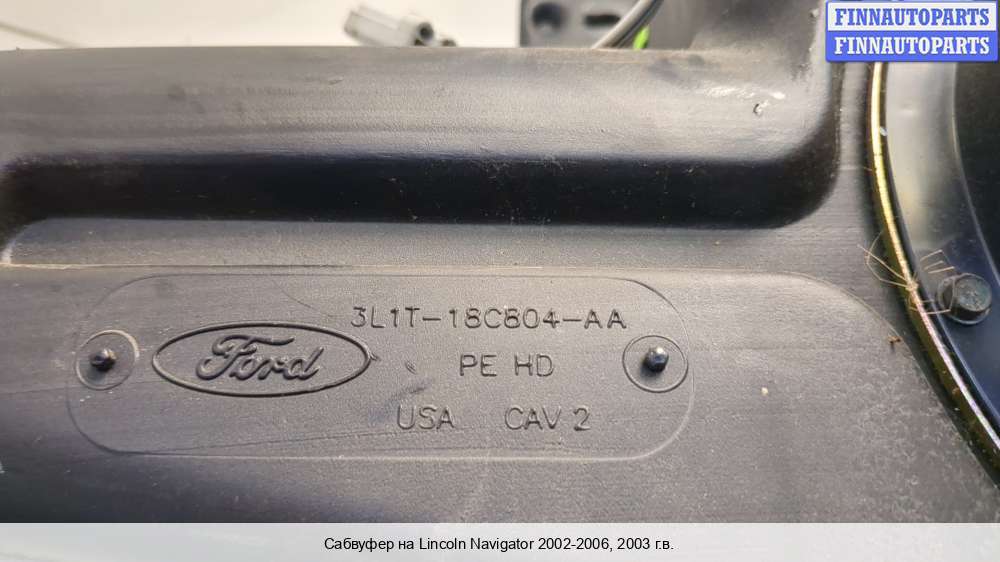 FINNAUTOPARTS
FINNAUTOPARTS
3L1T-18C804-AA
Ford
PE HD
USA CAV 2
Сабвуфер на Lincoln Navigator 2002-2006, 2003 г.в.